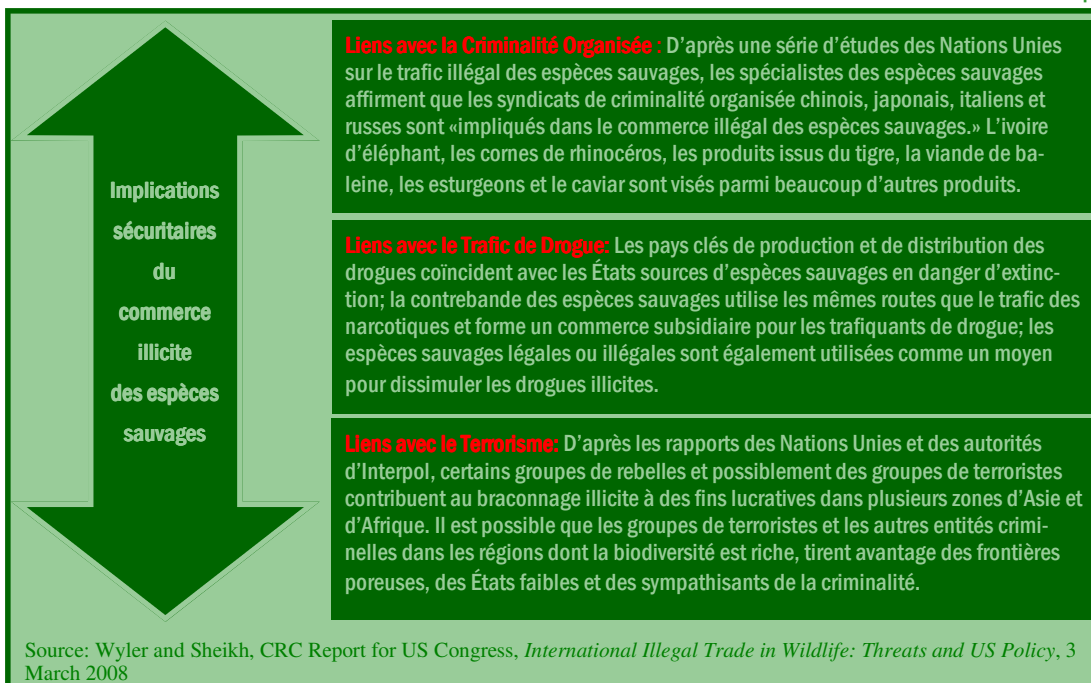 Implications
sécuritaires
du
commerce
illicite
des espèces
sauvages
Liens avec la Criminalité Organisée : D'après une série d'études des Nations Unies
sur le trafic illégal des espèces sauvages, les spécialistes des espèces sauvages
affirment que les syndicats de criminalité organisée chinois, japonais, italiens et
russes sont «impliqués dans le commerce illégal des espèces sauvages.» L'ivoire
d'éléphant, les cornes de rhinocéros, les produits issus du tigre, la viande de ba-
leine, les esturgeons et le caviar sont visés parmi beaucoup d'autres produits.
Liens avec le Trafic de Drogue: Les pays clés de production et de distribution des
drogues coïncident avec les États sources d'espèces sauvages en danger d'extinc-
tion; la contrebande des espèces sauvages utilise les mêmes routes que le trafic des
narcotiques et forme un commerce subsidiaire pour les trafiquants de drogue; les
espèces sauvages légales ou illégales sont également utilisées comme un moyen
pour dissimuler les drogues illicites.
Liens avec le Terrorisme: D'après les rapports des Nations Unies et des autorités
d'Interpol, certains groupes de rebelles et possiblement des groupes de terroristes
contribuent au braconnage illicite à des fins lucratives dans plusieurs zones d'Asie et
d'Afrique. Il est possible que les groupes de terroristes et les autres entités crimi-
nelles dans les régions dont la biodiversité est riche, tirent avantage des frontières
poreuses, des États faibles et des sympathisants de la criminalité.
Source: Wyler and Sheikh, CRC Report for US Congress, International Illegal Trade in Wildlife: Threats and US Policy, 3
March 2008